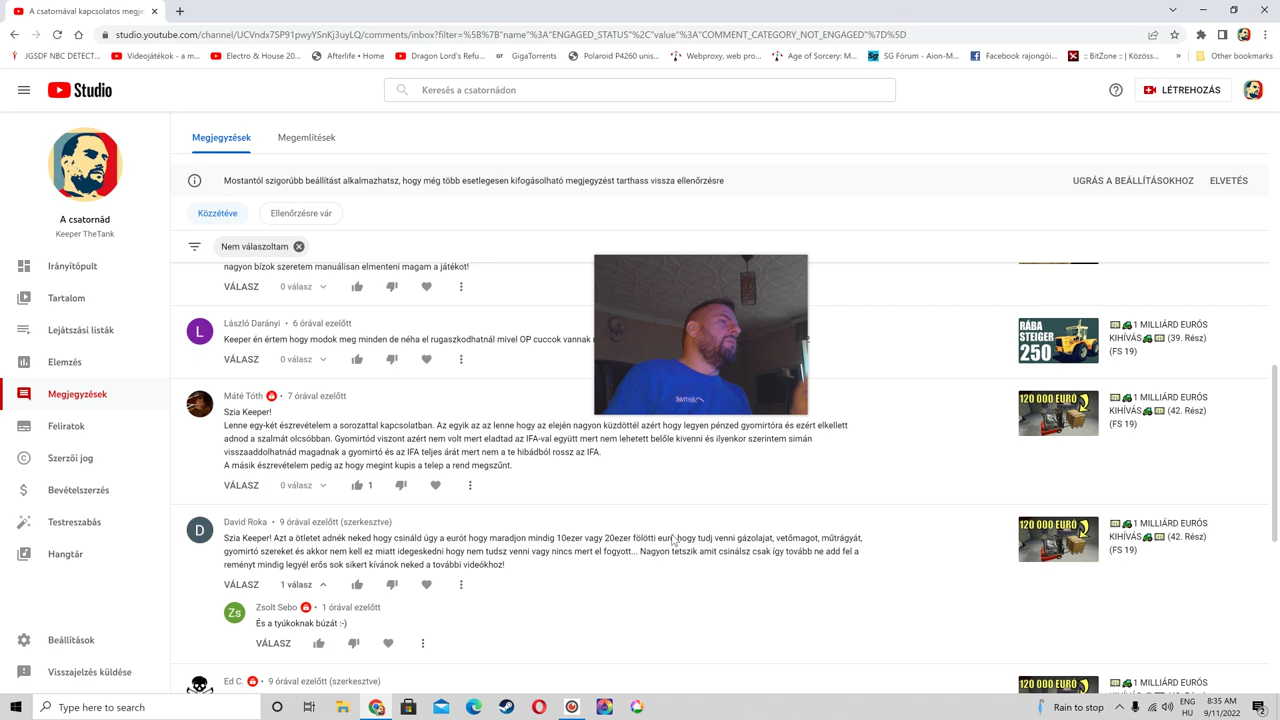 A csatornával kapcsolatos megje
studio.youtube.com/channel/UCVndx7SP91pwyYSnKj3uyLQ/comments/inbox?filter=%5B%7B"name"%3A"ENGAGED_STATUS"%2C"value"%3A"COMMENT_CATEGORY_NOT_ENGAGED"%7D%5D
JGSDF NBC DETECT...
Videojátékok - a m...
Electro & House 20...
Afterlife • Home
Dragon Lord's Refu...
GT GigaTorrents
Polaroid P4260 unis...
Webproxy, web pro...
Age of Sorcery: M...
SG Fórum - Aion-M...
Facebook rajongói...
:: BitZone :: | Közöss...
»
Other bookmarks
Studio
Keresés a csatornádon
LÉTREHOZÁS
A csatornád
Keeper TheTank
Irányítópult
Tartalom
Lejátszási listák
Elemzés
Megjegyzések
Feliratok
Szerzői jog
Bevételszerzés
Testreszabás
Hangtár
Beállítások
Visszajelzés küldése
Megjegyzések
Megemlítések
Mostantól szigorúbb beállítást alkalmazhatsz, hogy még több esetlegesen kifogásolható megjegyzést tarthass vissza ellenőrzésre
UGRÁS A BEÁLLÍTÁSOKHOZ
ELVETÉS
Közzétéve
Ellenőrzésre vár
Nem válaszoltam
nagyon bízok szeretem manuálisan elmenteni magam a játékot!
VÁLASZ 0 válasz
L
László Darányi • 6 órával ezelőtt
Keeper én értem hogy modok meg minden de néha el rugaszkodhatnál mivel OP cuccok vannak
VÁLASZ 0 válasz
RÁBA
STEIGER
250
1 MILLIÁRD EURÓS
KIHÍVÁS (39. Rész)
(FS 19)
Máté Tóth • 7 órával ezelőtt
Szia Keeper!
Lenne egy-két észrevételem a sorozattal kapcsolatban. Az egyik az az lenne hogy az elején nagyon küzdöttél azért hogy legyen pénzed gyomirtóra és ezért elkellett
adnod a szalmát olcsóbban. Gyomirtód viszont azért nem volt mert eladtad az IFA-val együtt mert nem lehetett belőle kivenni és ilyenkor szerintem simán
visszaaddolhatnád magadnak a gyomirtó és az IFA teljes árát mert nem a te hibádból rossz az IFA.
A másik észrevételem pedig az hogy megint kupis a telep a rend megszűnt.
VÁLASZ 0 válasz 1
120 000 EURÓ
1 MILLIÁRD EURÓS
KIHÍVÁS (42. Rész)
(FS 19)
D
David Roka • 9 órával ezelőtt (szerkesztve)
Szia Keeper! Azt a ötletet adnék neked hogy csináld úgy a eurót hogy maradjon mindig 10ezer vagy 20ezer fölötti euró hogy tudj venni gázolajat, vetőmagot, műtrágyát,
gyomirtó szereket és akkor nem kell ez miatt idegeskedni hogy nem tudsz venni vagy nincs mert el fogyott... Nagyon tetszik amit csinálsz csak így tovább ne add fel a
reményt mindig legyél erős sok sikert kívánok neked a további videókhoz!
VÁLASZ 1 válasz
120 000 EURÓ
1 MILLIÁRD EURÓS
KIHÍVÁS (42. Rész)
(FS 19)
Zs
Zsolt Sebo • 1 órával ezelőtt
És a tyúkoknak búzát :-)
VÁLASZ
Ed C. • 9 órával ezelőtt (szerkesztve)
120 000 EURÓ
1 MILLIÁRD EURÓS
Type here to search
Rain to stop
ENG
HU
8:35 AM
9/11/2022
2